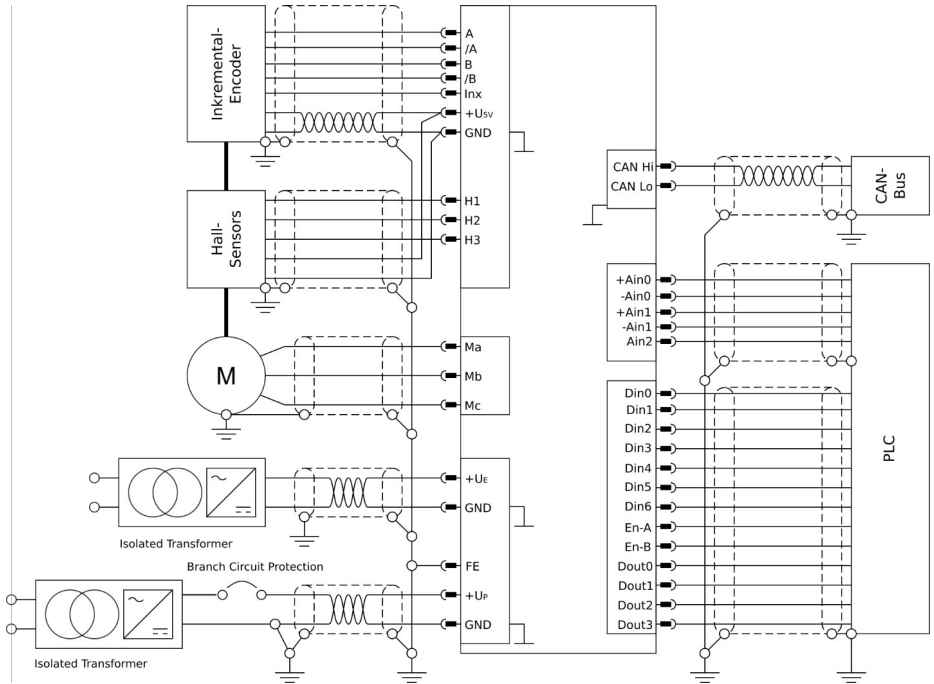 Inkremental-
Encoder
A
/A
B
/B
Inx
+U5V
GND
Hall-
Sensors
H1
H2
H3
M
Ma
Mb
Mc
+UE
GND
Isolated Transformer
Branch Circuit Protection
FE
+UP
GND
Isolated Transformer
CAN Hi
CAN Lo
CAN-
Bus
+Ain0
-Ain0
+Ain1
-Ain1
Ain2
Din0
Din1
Din2
Din3
Din4
Din5
Din6
En-A
En-B
Dout0
Dout1
Dout2
Dout3
PLC